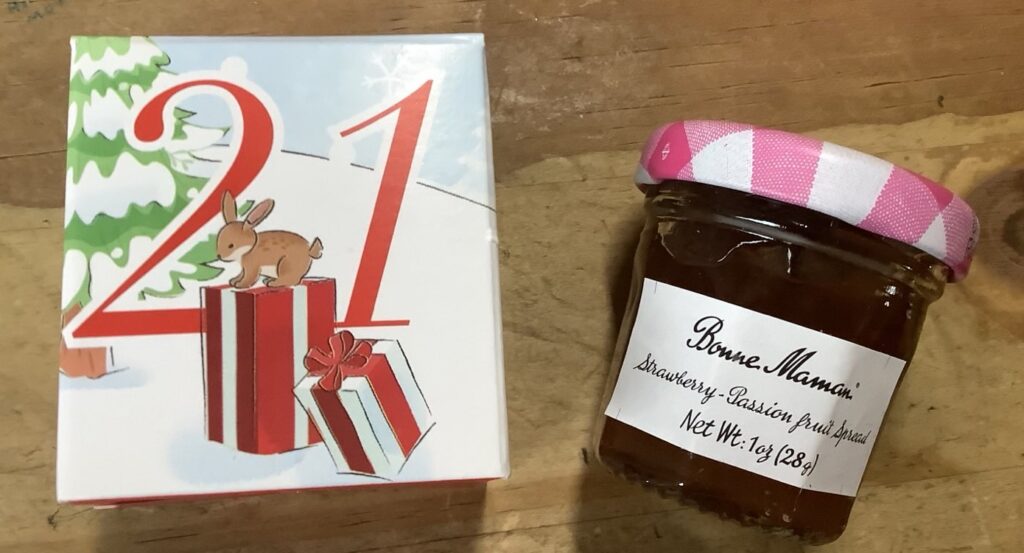 21
Bonne Maman.
Strawberry-Passion fruit Spread
Net Wt: 1oz (28g)